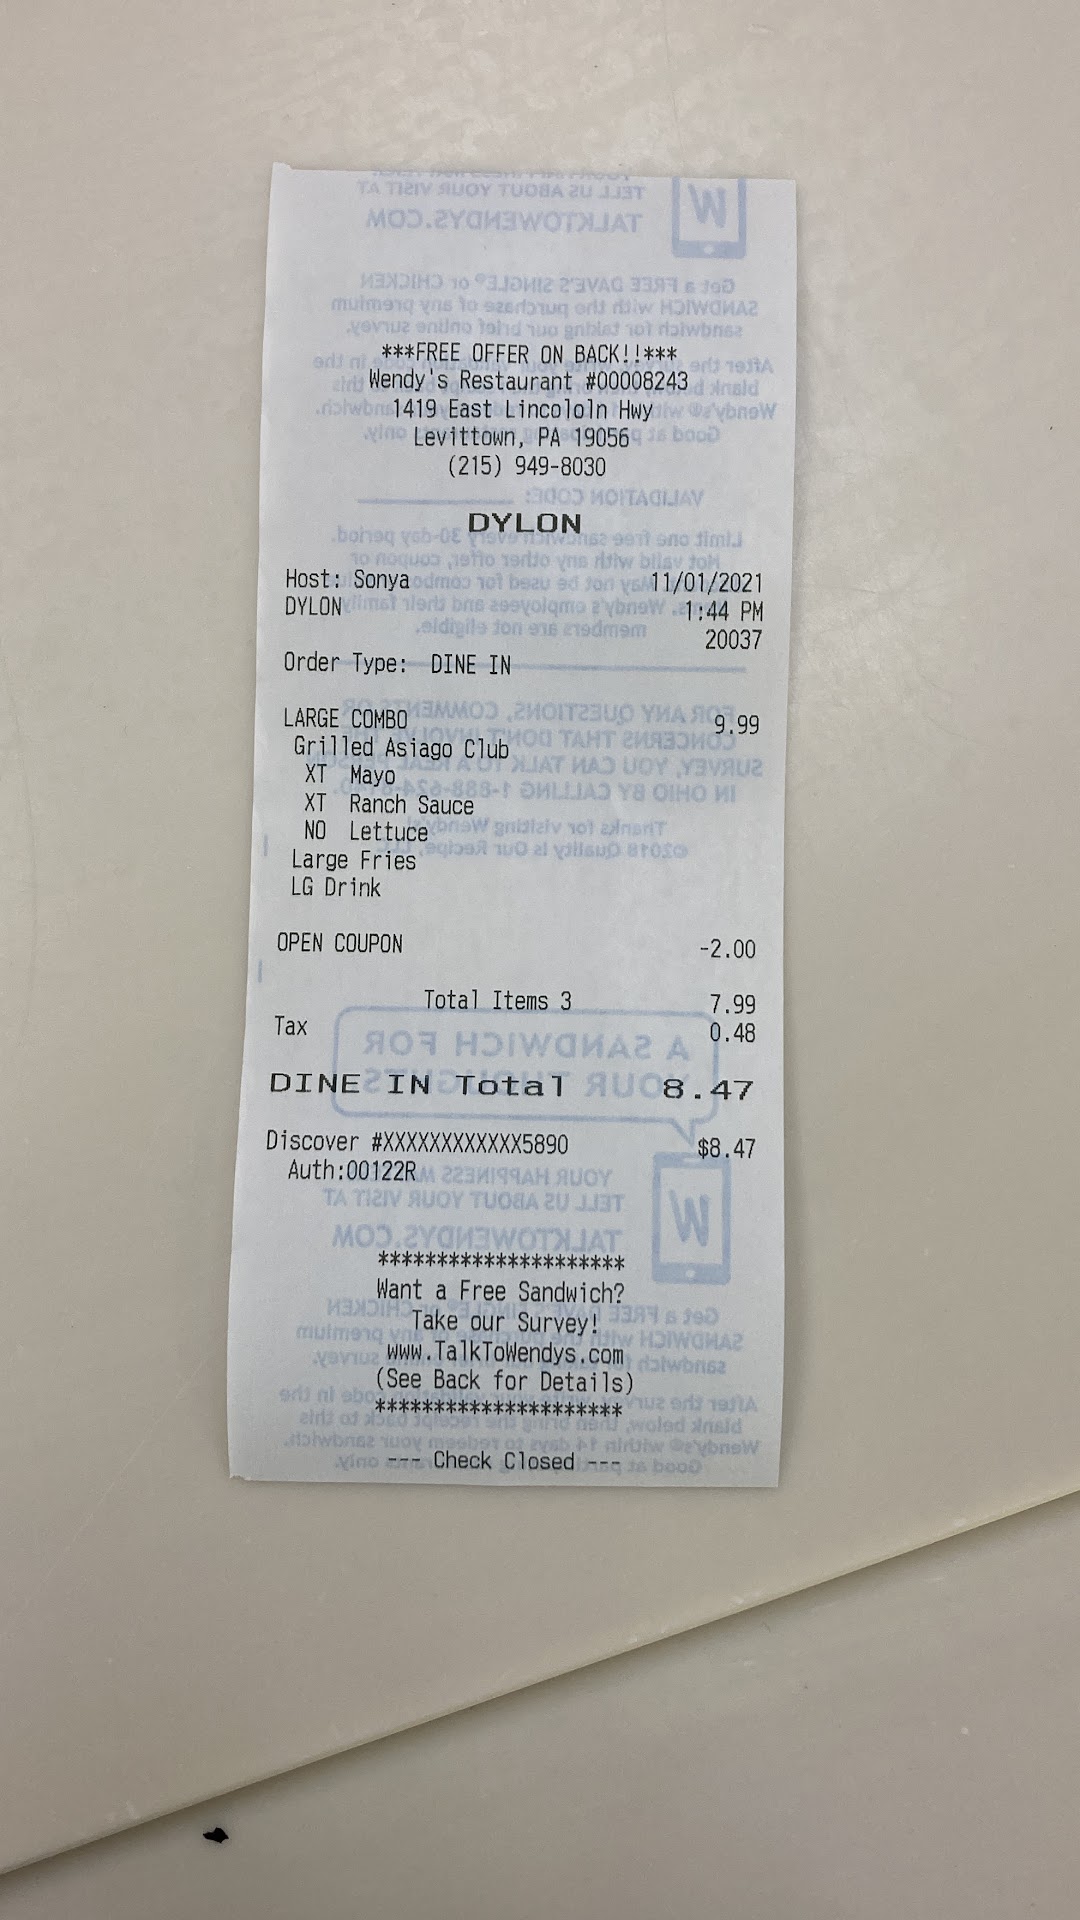 ***FREE OFFER ON BACK!!***
Wendy's Restaurant #00008243
1419 East Lincololn Hwy
Levittown, PA 19056
(215) 949-8030
DYLON
Host: Sonya 11/01/2021
DYLON 1:44 PM
20037
Order Type: DINE IN
LARGE COMBO 9.99
Grilled Asiago Club
XT Mayo
XT Ranch Sauce
NO Lettuce
Large Fries
LG Drink
OPEN COUPON -2.00
Total Items 3 7.99
Tax 0.48
DINE IN Total 8.47
Discover #XXXXXXXXXXXX5890 $8.47
Auth:00122R
*********************
Want a Free Sandwich?
Take our Survey!
www.TalkToWendys.com
(See Back for Details)
*********************
--- Check Closed ---